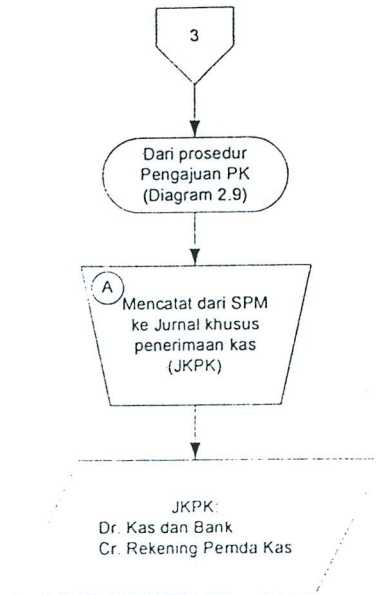 3
Dari prosedur
Pengajuan PK
(Diagram 2.9)
A
Mencatat dari SPM
ke Jurnal khusus
penerimaan kas
(JKPK)
JKPK:
Dr. Kas dan Bank
Cr. Rekening Pemda Kas